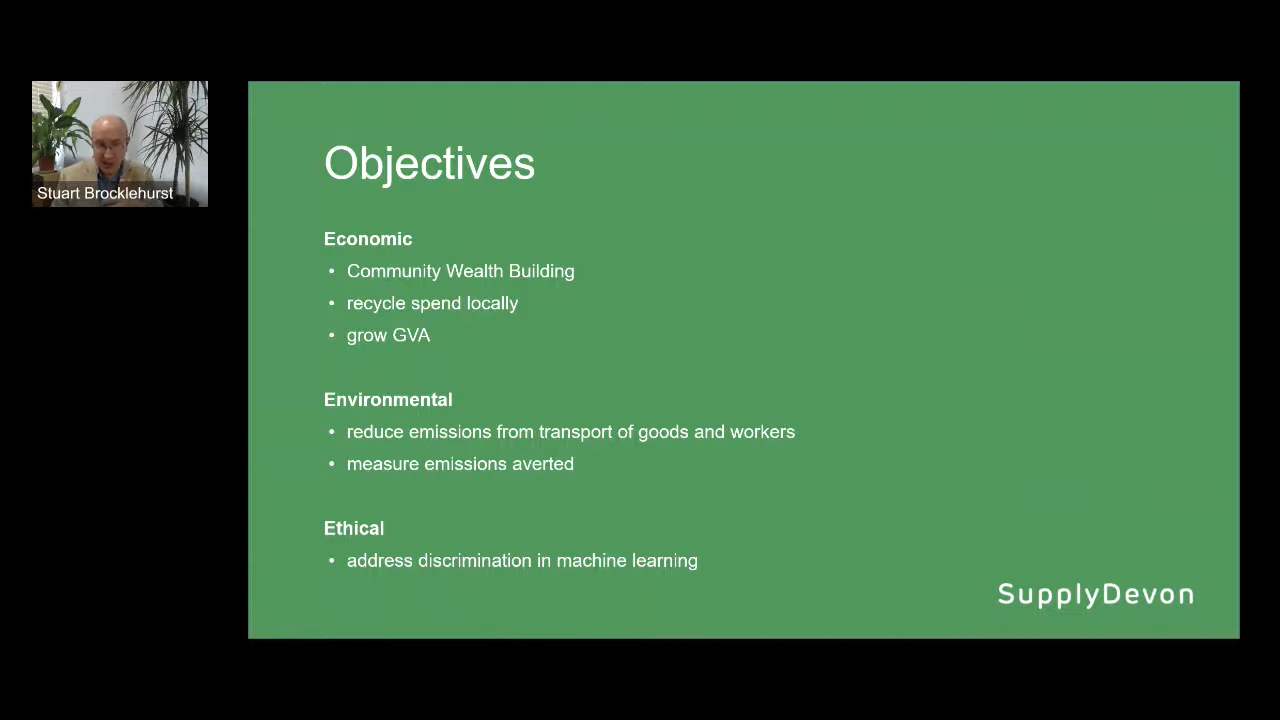 Stuart Brocklehurst
Objectives
Economic
• Community Wealth Building
• recycle spend locally
• grow GVA
Environmental
• reduce emissions from transport of goods and workers
• measure emissions averted
Ethical
• address discrimination in machine learning
SupplyDevon